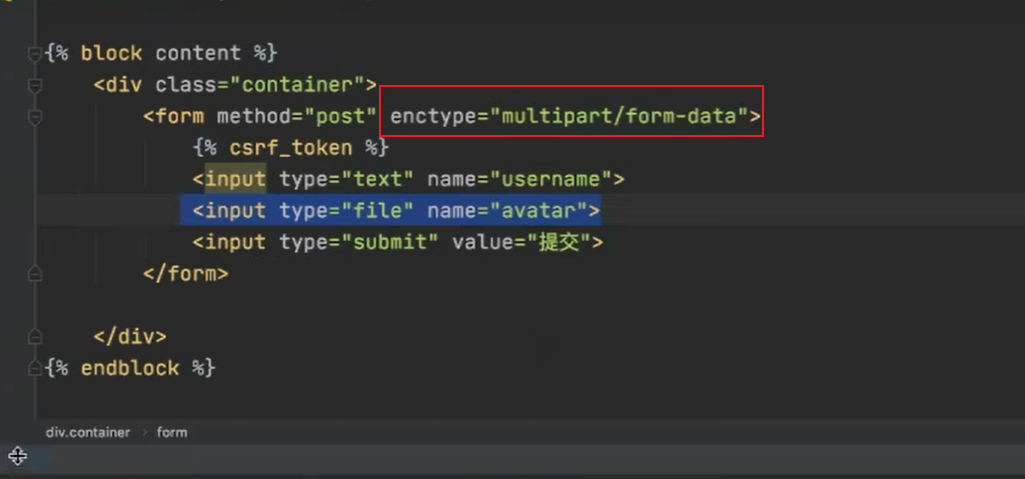 {% block content %}
<div class="container">
<form method="post" enctype="multipart/form-data">
{% csrf_token %}
<input type="text" name="username">
<input type="file" name="avatar">
<input type="submit" value="提交">
</form>
</div>
{% endblock %}
div.container › form